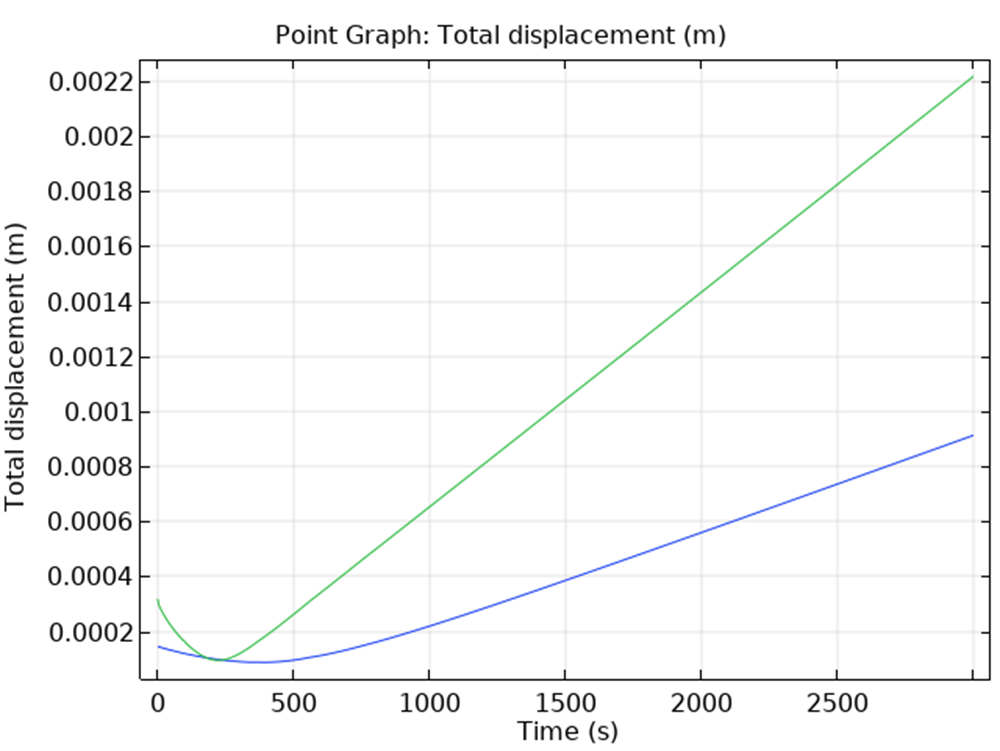 Point Graph: Total displacement (m)
Total displacement (m)
0.0022
0.002
0.0018
0.0016
0.0014
0.0012
0.001
0.0008
0.0006
0.0004
0.0002
0 500 1000 1500 2000 2500
Time (s)